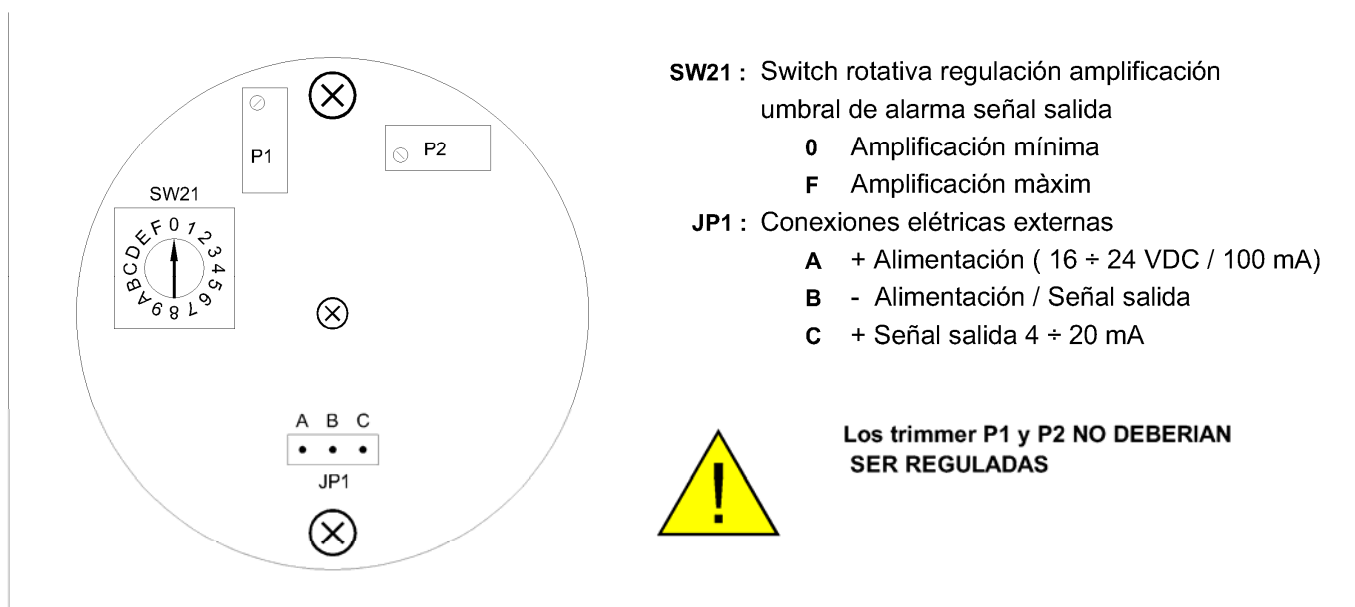 P1
P2
SW21
0 1 2 3 4 5 6 7 8 9 A B C D E F
A B C
JP1
SW21 : Switch rotativa regulación amplificación
umbral de alarma señal salida
0 Amplificación mínima
F Amplificación màxim
JP1 : Conexiones elétricas externas
A + Alimentación ( 16 ÷ 24 VDC / 100 mA)
B - Alimentación / Señal salida
C + Señal salida 4 ÷ 20 mA
!
Los trimmer P1 y P2 NO DEBERIAN
SER REGULADAS